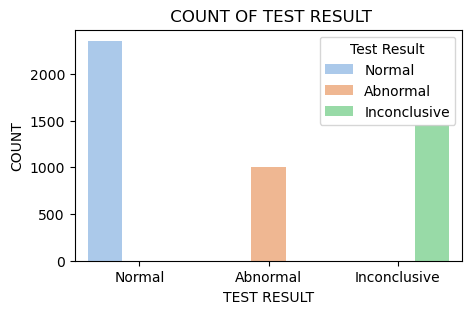 COUNT OF TEST RESULT
Test Result
Normal
Abnormal
Inconclusive
COUNT
2000
1500
1000
500
0
Normal Abnormal Inconclusive
TEST RESULT